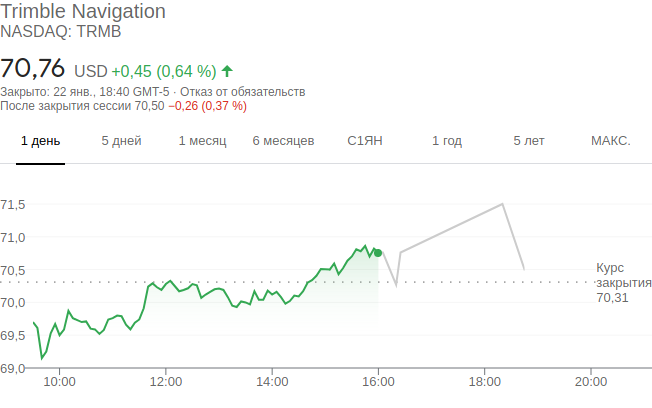 Trimble Navigation
NASDAQ: TRMB
70,76 USD +0,45 (0,64 %)
Закрыто: 22 янв., 18:40 GMT-5 · Отказ от обязательств
После закрытия сессии 70,50 −0,26 (0,37 %)
1 день 5 дней 1 месяц 6 месяцев С1ЯН 1 год 5 лет МАКС.
71,5
71,0
70,5
70,0
69,5
69,0
Курс
закрытия
70,31
10:00 12:00 14:00 16:00 18:00 20:00